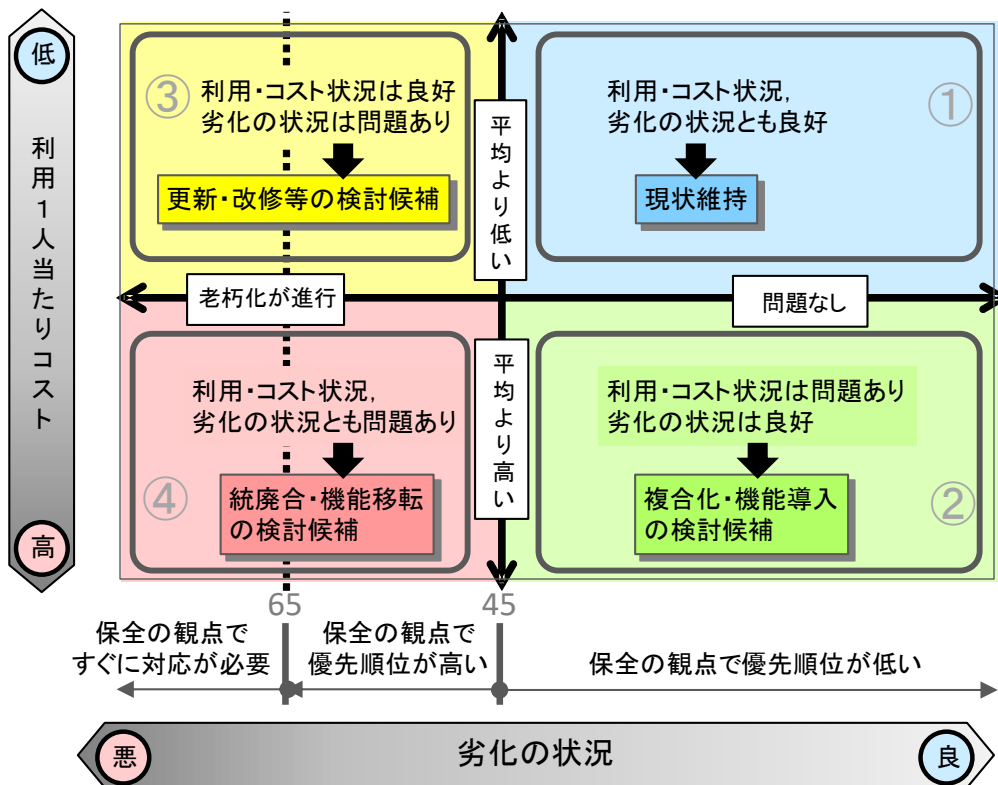 低
利用1人当たりコスト
高
③
利用・コスト状況は良好
劣化の状況は問題あり
更新・改修等の検討候補
平均より低い
①
利用・コスト状況,
劣化の状況とも良好
現状維持
老朽化が進行
問題なし
④
利用・コスト状況,
劣化の状況とも問題あり
統廃合・機能移転
の検討候補
平均より高い
②
利用・コスト状況は問題あり
劣化の状況は良好
複合化・機能導入
の検討候補
65
45
保全の観点で
すぐに対応が必要
保全の観点で
優先順位が高い
保全の観点で優先順位が低い
悪
劣化の状況
良